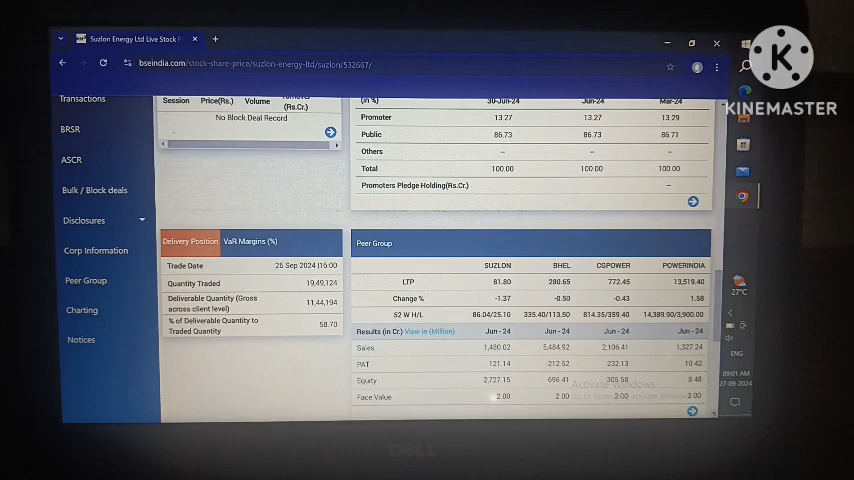 Suzlon Energy Ltd Live Stock P
bseindia.com/stock-share-price/suzlon-energy-ltd/suzlon/532667/
K
KINEMASTER
Transactions
BRSR
ASCR
Bulk / Block deals
Disclosures
Corp Information
Peer Group
Charting
Notices
Session Price(Rs.) Volume
(Rs.Cr.)
No Block Deal Record
(in %) 30-Jun-24 Jun-24 Mar-24
Promoter 13.27 13.27 13.29
Public 86.73 86.73 86.71
Others – – –
Total 100.00 100.00 100.00
Promoters Pledge Holding(Rs.Cr.) –
Delivery Position VaR Margins (%)
Trade Date 26 Sep 2024 |16:00
Quantity Traded 19,49,124
Deliverable Quantity (Gross
across client level) 11,44,194
% of Deliverable Quantity to
Traded Quantity 58.70
Peer Group
SUZLON BHEL CGPOWER POWERINDIA
LTP 81.80 280.65 772.45 13,519.40
Change % -1.37 -0.50 -0.43 1.58
52 W H/L 86.04/25.10 335.40/113.50 814.35/359.40 14,389.90/3,900.00
Results (in Cr.) View in (Million) Jun - 24 Jun - 24 Jun - 24 Jun - 24
Sales 1,480.02 5,484.92 2,106.41 1,327.24
PAT 121.14 -212.52 232.13 10.42
Equity 2,727.15 696.41 305.58 8.48
Face Value 2.00 2.00 2.00 2.00
Activate Windows
Go to Settings to activate Windows.
27°C
ENG
09:01 AM
27-09-2024
DELL